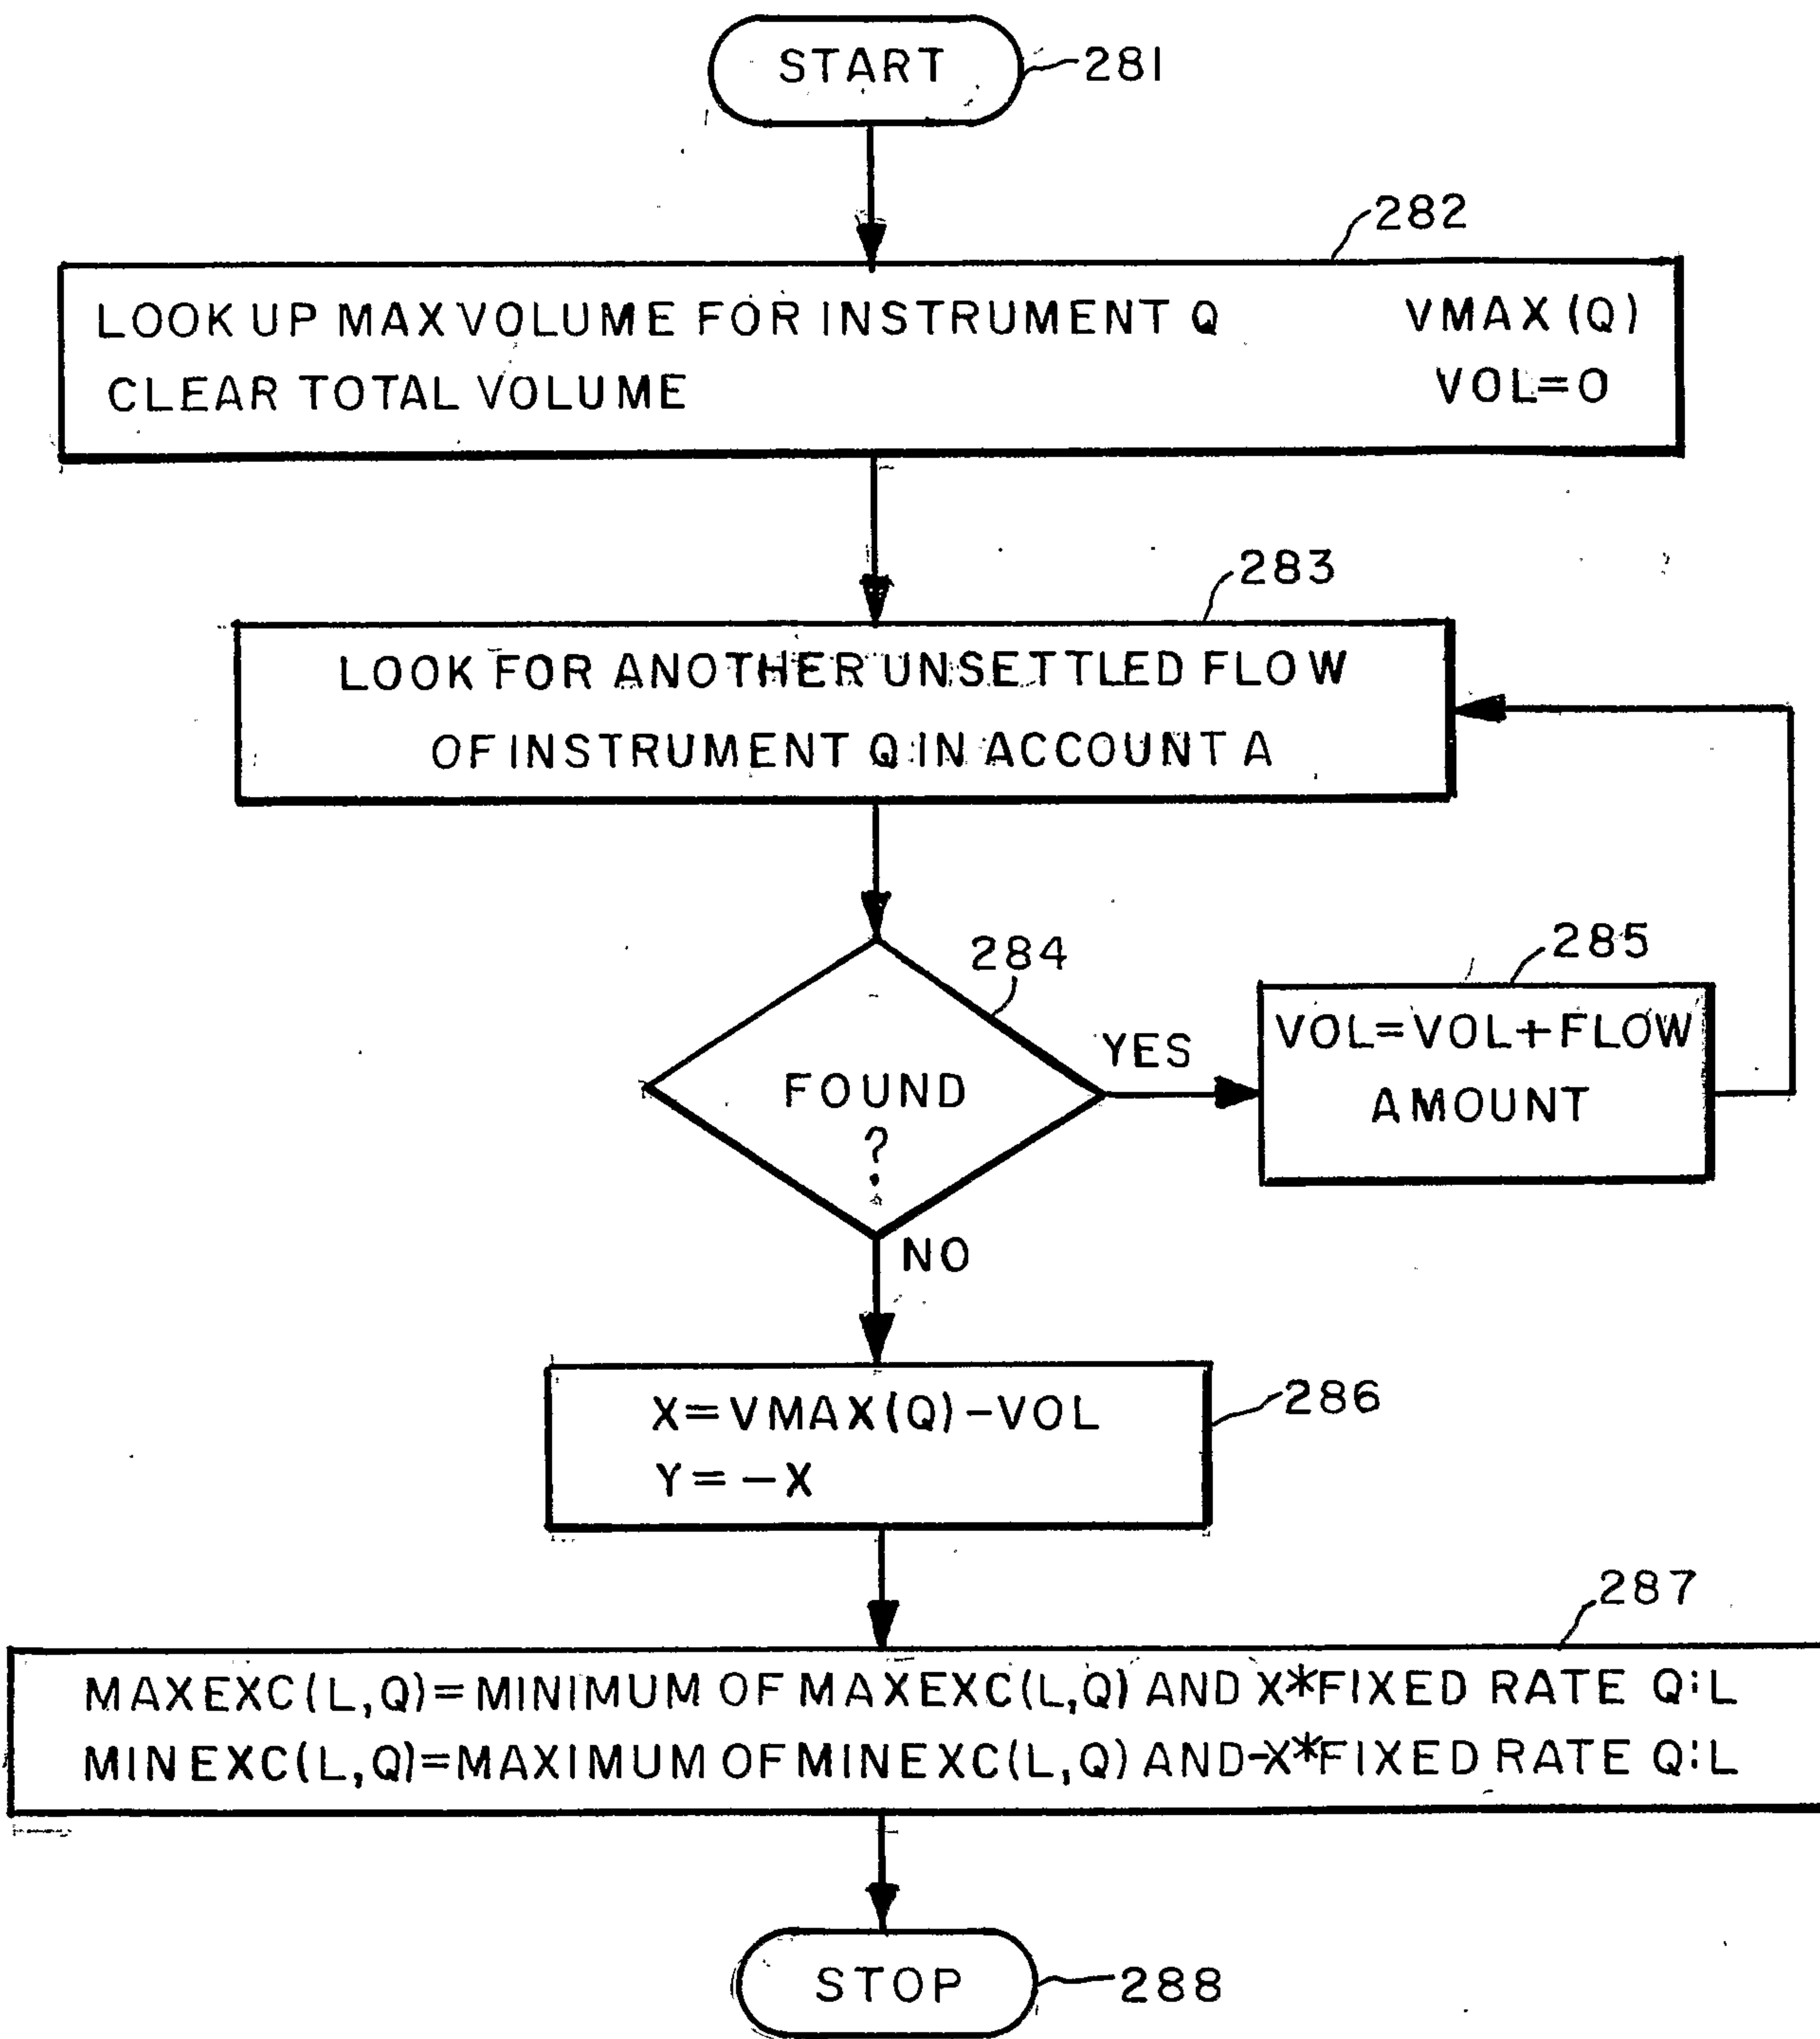 START
281
282
LOOK UP MAX VOLUME FOR INSTRUMENT Q VMAX (Q)
CLEAR TOTAL VOLUME VOL=0
283
LOOK FOR ANOTHER UNSETTLED FLOW
OF INSTRUMENT Q IN ACCOUNT A
284
FOUND
?
YES
285
VOL=VOL+FLOW
AMOUNT
NO
286
X=VMAX(Q)-VOL
Y=-X
287
MAXEXC(L,Q)=MINIMUM OF MAXEXC(L,Q) AND X*FIXED RATE Q:L
MINEXC(L,Q)=MAXIMUM OF MINEXC(L,Q) AND-X*FIXED RATE Q:L
STOP
288